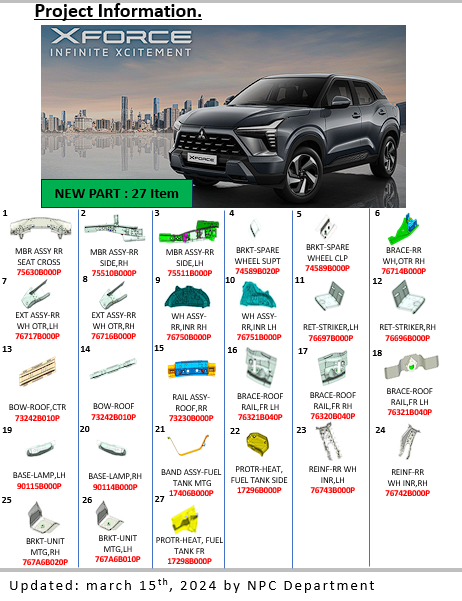 Project Information.
XFORCE
INFINITE XCITEMENT
XFORCE
NEW PART : 27 Item
1
MBR ASSY RR
SEAT CROSS
75630B000P
2
MBR ASSY RR
SIDE,RH
75510B000P
3
MBR ASSY RR
SIDE,LH
75511B000P
4
BRKT-SPARE
WHEEL SUPT
74589B020P
5
BRKT-SPARE
WHEEL CLP
74589B000P
6
BRACE-RR
WH,OTR RH
76714B000P
7
EXT ASSY-RR
WH OTR,LH
76717B000P
8
EXT ASSY-RR
WH OTR,RH
76716B000P
9
WH ASSY-
RR,INR RH
76750B000P
10
WH ASSY-
RR,INR LH
76751B000P
11
RET-STRIKER,LH
76697B000P
12
RET-STRIKER,RH
76696B000P
13
BOW-ROOF,CTR
73242B010P
14
BOW-ROOF
73242B010P
15
RAIL ASSY-
ROOF,RR
73230B000P
16
BRACE-ROOF
RAIL,FR LH
76321B040P
17
BRACE-ROOF
RAIL,FR RH
76320B040P
18
BRACE-ROOF
RAIL,FR LH
76321B040P
19
BASE-LAMP,LH
90115B000P
20
BASE-LAMP,RH
90114B000P
21
BAND ASSY-FUEL
TANK MTG
17406B000P
22
PROTR-HEAT,
FUEL TANK SIDE
17296B000P
23
REINF-RR WH
INR,LH
76743B000P
24
REINF-RR
WH INR,RH
76742B000P
25
BRKT-UNIT
MTG,RH
767A6B020P
26
BRKT-UNIT
MTG,LH
767A6B010P
27
PROTR-HEAT, FUEL
TANK FR
17298B000P
Updated: march 15th, 2024 by NPC Department